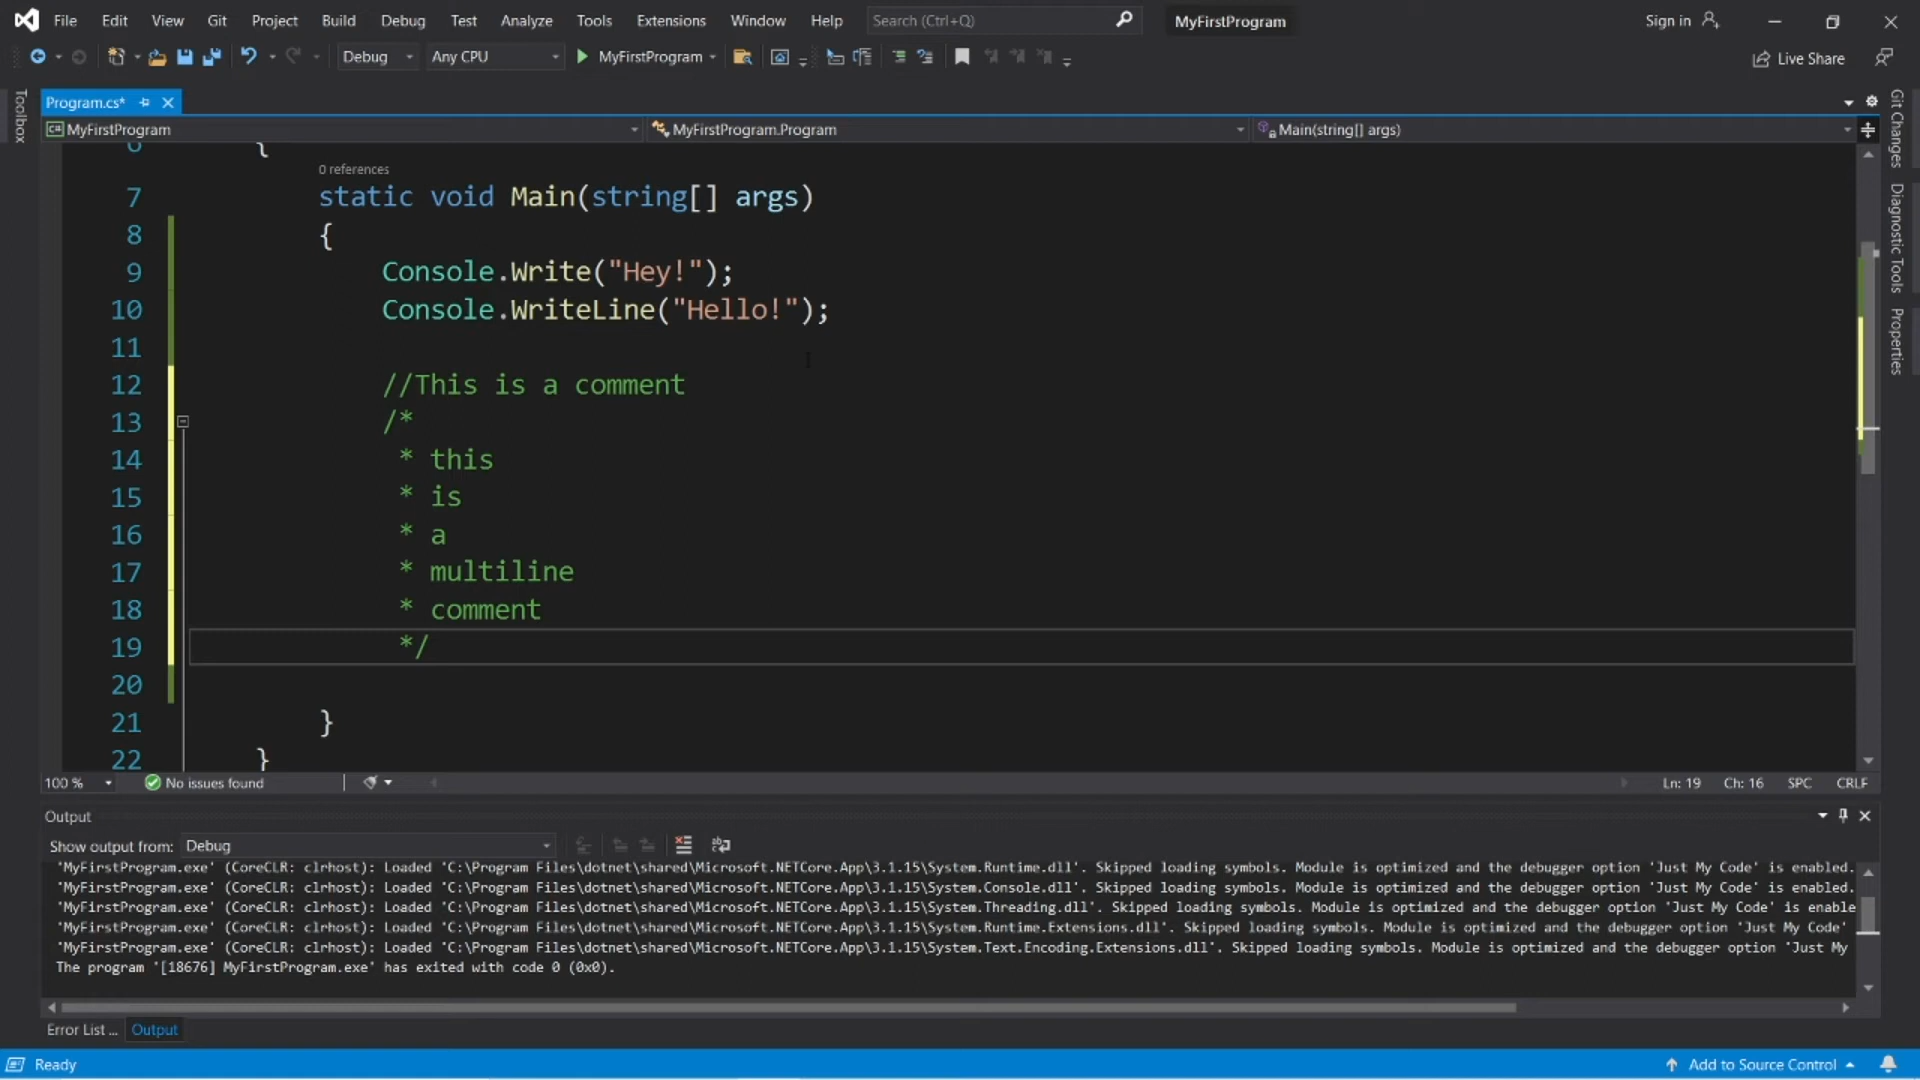 File Edit View Git Project Build Debug Test Analyze Tools Extensions Window Help Search (Ctrl+Q) MyFirstProgram Sign in
Debug Any CPU MyFirstProgram Live Share
Toolbox
Program.cs*
MyFirstProgram MyFirstProgram.Program Main(string[] args)
6 {
0 references
7 static void Main(string[] args)
8 {
9 Console.Write("Hey!");
10 Console.WriteLine("Hello!");
11
12 //This is a comment
13 /*
14 * this
15 * is
16 * a
17 * multiline
18 * comment
19 */
20
21 }
22 }
Git Changes
Diagnostic Tools
Properties
100 % No issues found Ln: 19 Ch: 16 SPC CRLF
Output
Show output from: Debug
'MyFirstProgram.exe' (CoreCLR: clrhost): Loaded 'C:\Program Files\dotnet\shared\Microsoft.NETCore.App\3.1.15\System.Runtime.dll'. Skipped loading symbols. Module is optimized and the debugger option 'Just My Code' is enabled.
'MyFirstProgram.exe' (CoreCLR: clrhost): Loaded 'C:\Program Files\dotnet\shared\Microsoft.NETCore.App\3.1.15\System.Console.dll'. Skipped loading symbols. Module is optimized and the debugger option 'Just My Code' is enabled.
'MyFirstProgram.exe' (CoreCLR: clrhost): Loaded 'C:\Program Files\dotnet\shared\Microsoft.NETCore.App\3.1.15\System.Threading.dll'. Skipped loading symbols. Module is optimized and the debugger option 'Just My Code' is enable
'MyFirstProgram.exe' (CoreCLR: clrhost): Loaded 'C:\Program Files\dotnet\shared\Microsoft.NETCore.App\3.1.15\System.Runtime.Extensions.dll'. Skipped loading symbols. Module is optimized and the debugger option 'Just My Code'
'MyFirstProgram.exe' (CoreCLR: clrhost): Loaded 'C:\Program Files\dotnet\shared\Microsoft.NETCore.App\3.1.15\System.Text.Encoding.Extensions.dll'. Skipped loading symbols. Module is optimized and the debugger option 'Just My
The program '[18676] MyFirstProgram.exe' has exited with code 0 (0x0).
Error List ... Output
Ready Add to Source Control